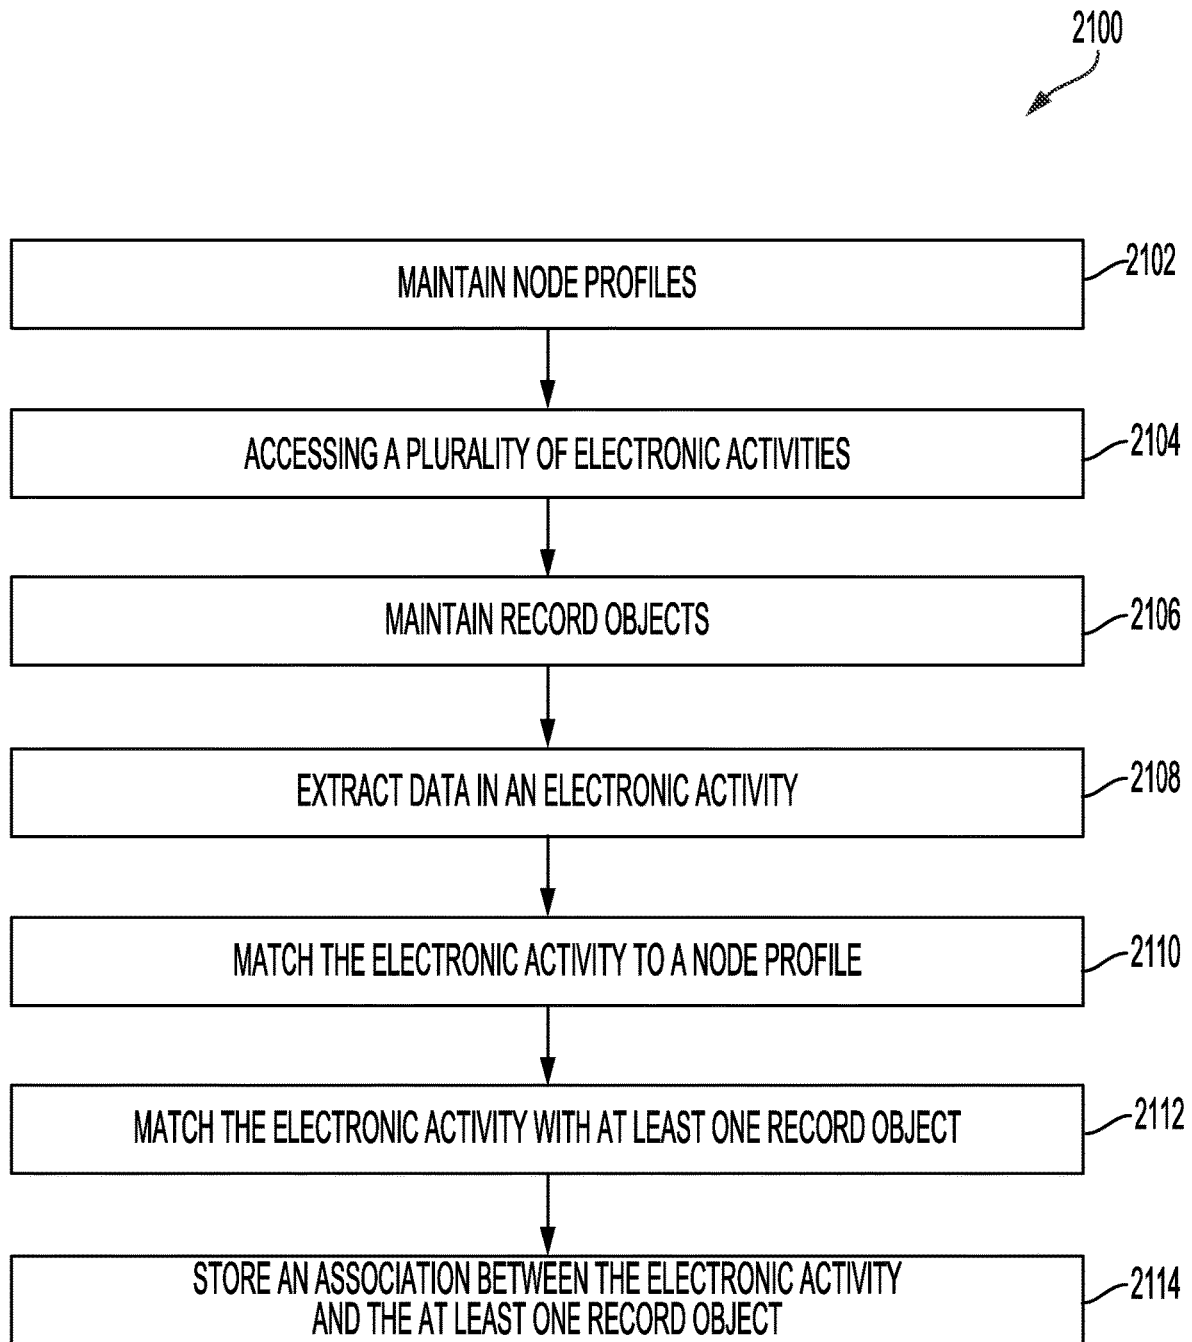 2100
MAINTAIN NODE PROFILES
2102
ACCESSING A PLURALITY OF ELECTRONIC ACTIVITIES
2104
MAINTAIN RECORD OBJECTS
2106
EXTRACT DATA IN AN ELECTRONIC ACTIVITY
2108
MATCH THE ELECTRONIC ACTIVITY TO A NODE PROFILE
2110
MATCH THE ELECTRONIC ACTIVITY WITH AT LEAST ONE RECORD OBJECT
2112
STORE AN ASSOCIATION BETWEEN THE ELECTRONIC ACTIVITY
AND THE AT LEAST ONE RECORD OBJECT
2114